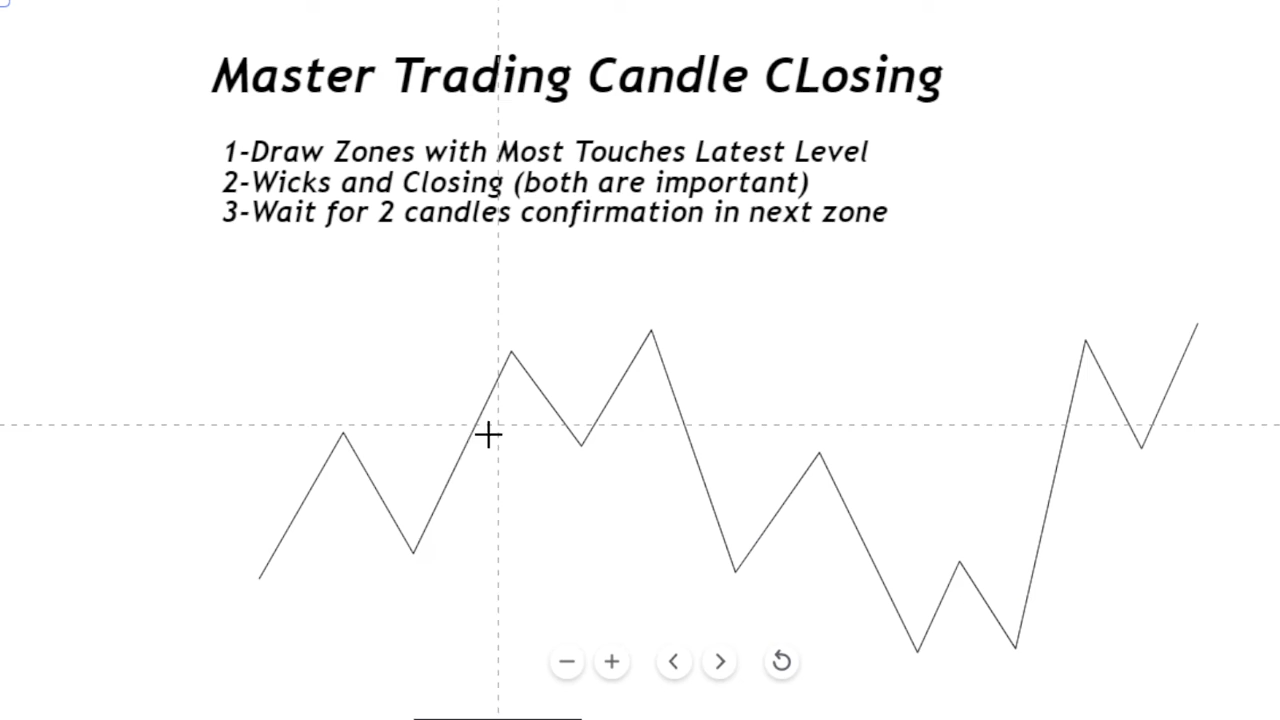 Master Trading Candle CLosing
1-Draw Zones with Most Touches Latest Level
2-Wicks and Closing (both are important)
3-Wait for 2 candles confirmation in next zone